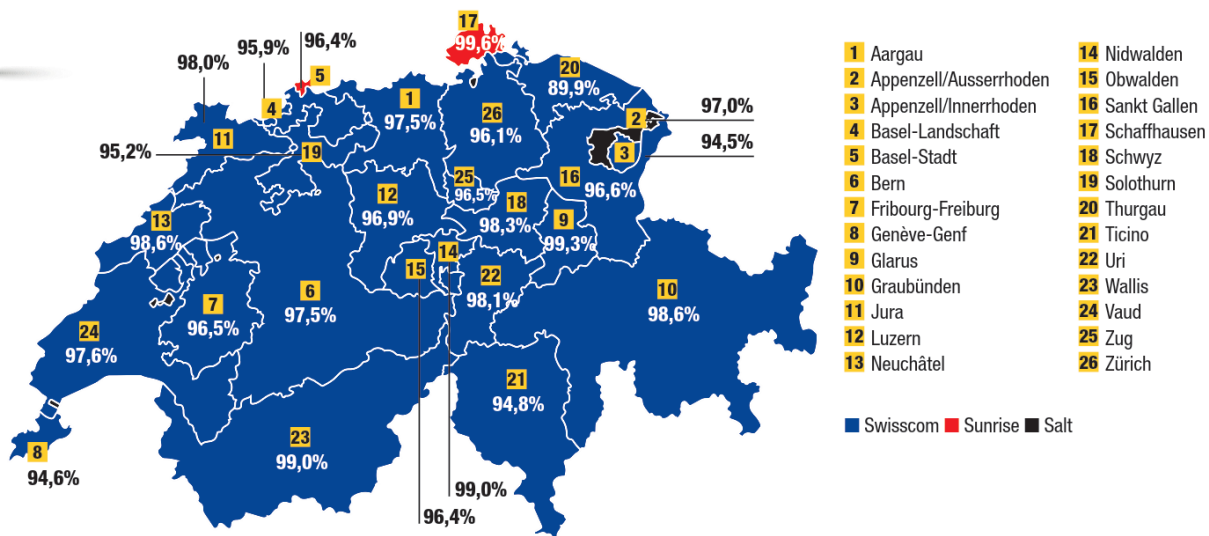 17
99,6%
96,4%
95,9%
98,0%
5
4
11
95,2%
19
1
97,5%
26
96,1%
20
89,9%
2
97,0%
3
94,5%
16
96,6%
25
96,5%
12
96,9%
18
98,3%
9
99,3%
13
98,6%
14
15
22
98,1%
10
98,6%
6
97,5%
7
96,5%
24
97,6%
21
94,8%
23
99,0%
8
94,6%
99,0%
96,4%
1 Aargau
2 Appenzell/Ausserrhoden
3 Appenzell/Innerrhoden
4 Basel-Landschaft
5 Basel-Stadt
6 Bern
7 Fribourg-Freiburg
8 Genève-Genf
9 Glarus
10 Graubünden
11 Jura
12 Luzern
13 Neuchâtel
14 Nidwalden
15 Obwalden
16 Sankt Gallen
17 Schaffhausen
18 Schwyz
19 Solothurn
20 Thurgau
21 Ticino
22 Uri
23 Wallis
24 Vaud
25 Zug
26 Zürich
Swisscom Sunrise Salt